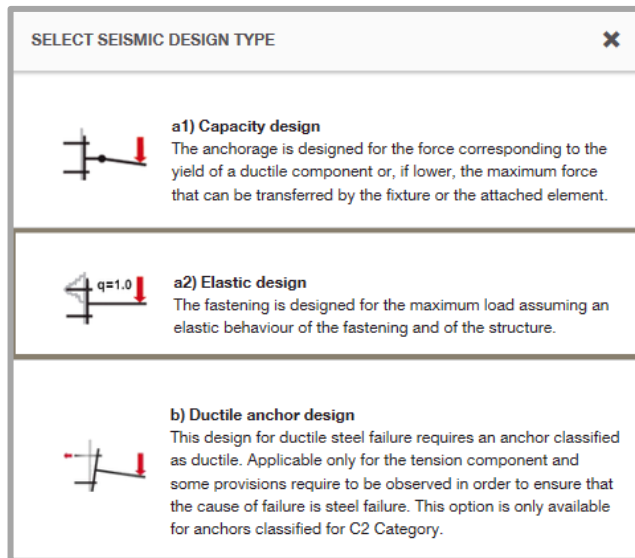 SELECT SEISMIC DESIGN TYPE
a1) Capacity design
The anchorage is designed for the force corresponding to the
yield of a ductile component or, if lower, the maximum force
that can be transferred by the fixture or the attached element.
q=1.0
a2) Elastic design
The fastening is designed for the maximum load assuming an
elastic behaviour of the fastening and of the structure.
b) Ductile anchor design
This design for ductile steel failure requires an anchor classified
as ductile. Applicable only for the tension component and
some provisions require to be observed in order to ensure that
the cause of failure is steel failure. This option is only available
for anchors classified for C2 Category.